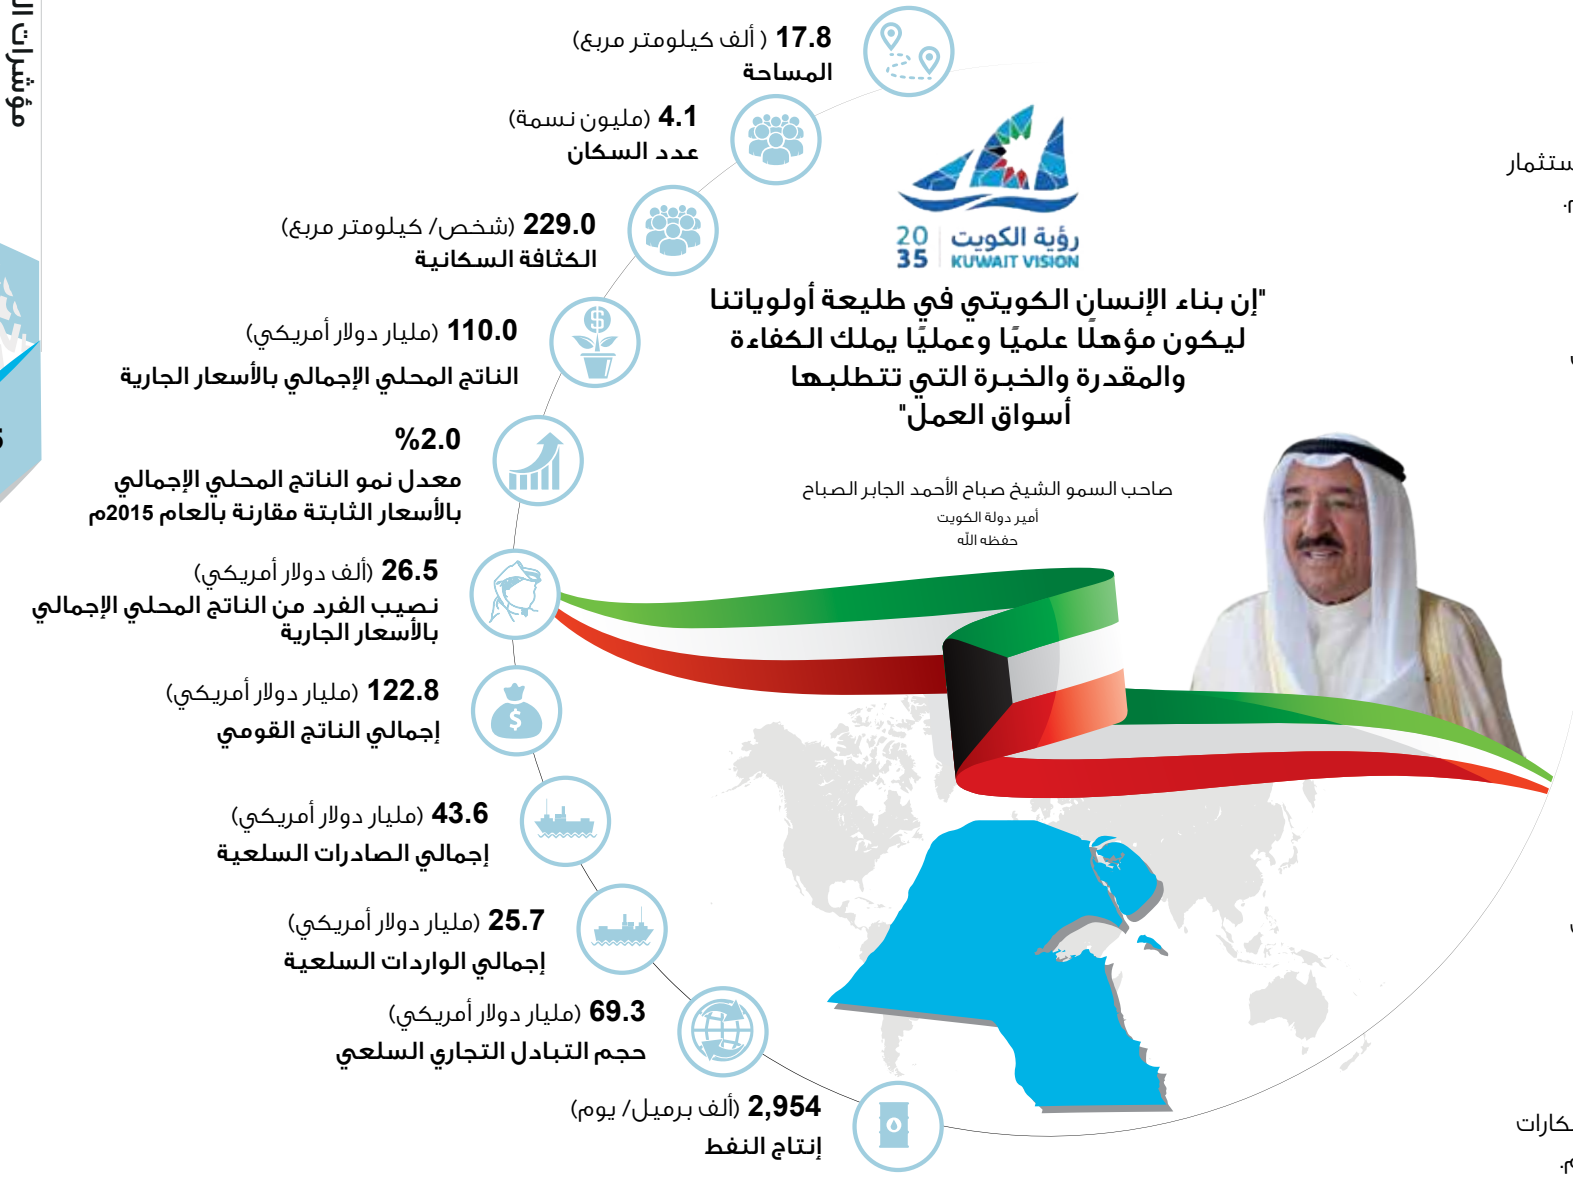 17.8 ( ألف كيلومتر مربع)
المساحة
4.1 (مليون نسمة)
عدد السكان
229.0 (شخص/ كيلومتر مربع)
الكثافة السكانية
110.0 (مليار دولار أمريكي)
الناتج المحلي الإجمالي بالأسعار الجارية
%2.0
معدل نمو الناتج المحلي الإجمالي
بالأسعار الثابتة مقارنة بالعام 2015م
26.5 (ألف دولار أمريكي)
نصيب الفرد من الناتج المحلي الإجمالي
بالأسعار الجارية
122.8 (مليار دولار أمريكي)
إجمالي الناتج القومي
43.6 (مليار دولار أمريكي)
إجمالي الصادرات السلعية
25.7 (مليار دولار أمريكي)
إجمالي الواردات السلعية
69.3 (مليار دولار أمريكي)
حجم التبادل التجاري السلعي
2,954 (ألف برميل/ يوم)
إنتاج النفط
رؤية الكويت 20
KUWAIT VISION 35
"إن بناء الإنسان الكويتي في طليعة أولوياتنا
ليكون مؤهلًا علميًا وعمليًا يملك الكفاءة
والمقدرة والخبرة التي تتطلبها
أسواق العمل"
صاحب السمو الشيخ صباح الأحمد الجابر الصباح
أمير دولة الكويت
حفظه الله
مؤشرات